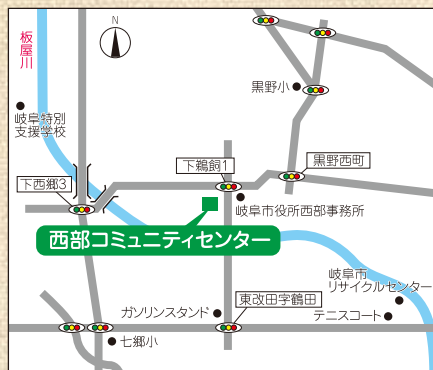 N
板屋川
黒野小
岐阜特別
支援学校
下鵜飼1
黒野西町
下西郷3
岐阜市役所西部事務所
西部コミュニティセンター
岐阜市
リサイクルセンター
ガソリンスタンド
東改田字鶴田
テニスコート
七郷小